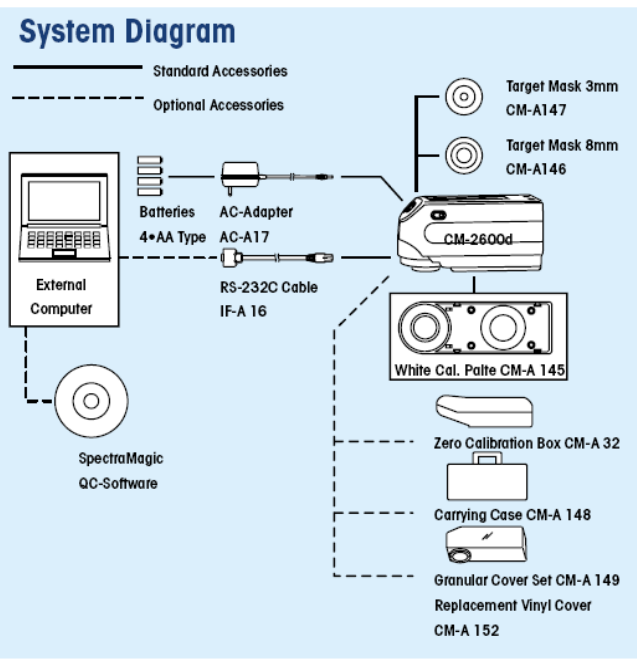 System Diagram
Standard Accessories
Optional Accessories
Target Mask 3mm
CM-A147
Target Mask 8mm
CM-A146
Batteries
4•AA Type
AC-Adapter
AC-A17
CM-2600d
RS-232C Cable
IF-A 16
External
Computer
White Cal. Palte CM-A 145
SpectraMagic
QC-Software
Zero Calibration Box CM-A 32
Carrying Case CM-A 148
Granular Cover Set CM-A 149
Replacement Vinyl Cover
CM-A 152